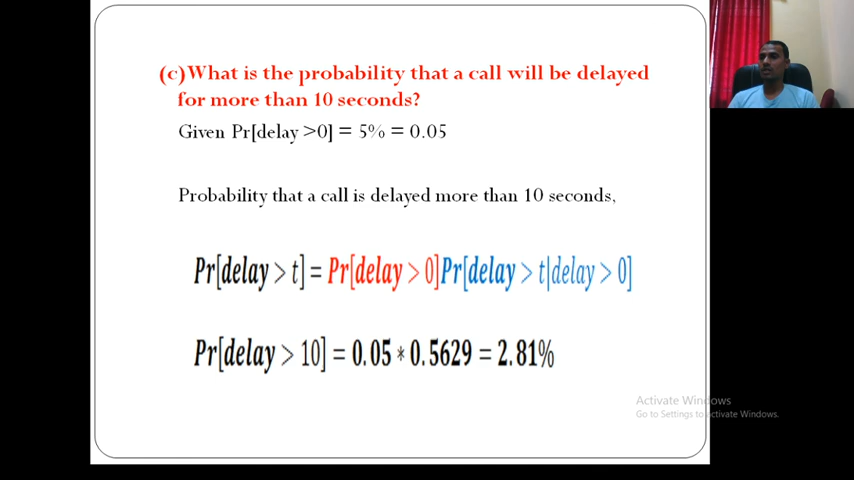 (c)What is the probability that a call will be delayed
for more than 10 seconds?
Given Pr[delay >0] = 5% = 0.05
Probability that a call is delayed more than 10 seconds,
Pr[delay > t] = Pr[delay > 0]Pr[delay > t|delay > 0]
Pr[delay > 10] = 0.05 * 0.5629 = 2.81%
Activate Windows
Go to Settings to activate Windows.